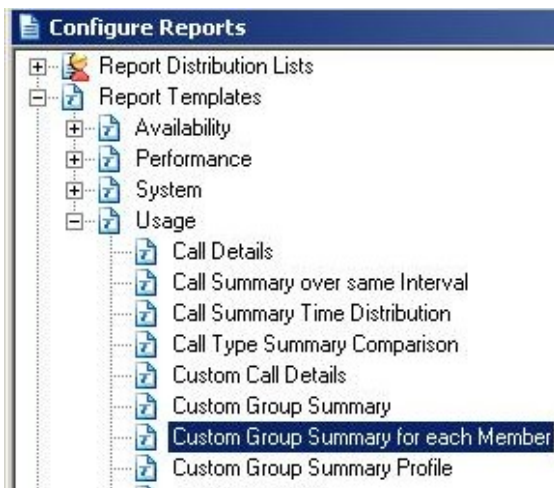 Configure Reports
Report Distribution Lists
Report Templates
Availability
Performance
System
Usage
Call Details
Call Summary over same Interval
Call Summary Time Distribution
Call Type Summary Comparison
Custom Call Details
Custom Group Summary
Custom Group Summary for each Member
Custom Group Summary Profile